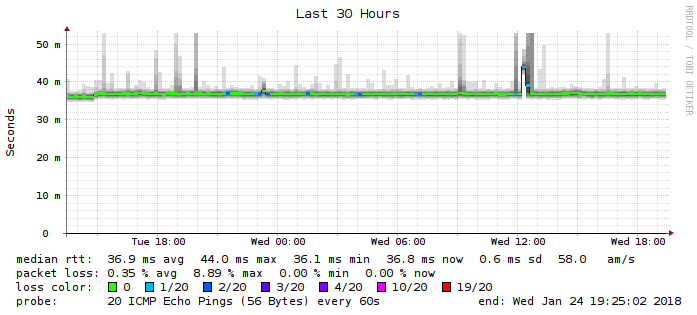 Last 30 Hours
RRDTOOL / TOBI OETIKER
Seconds
50 m
40 m
30 m
20 m
10 m
0
Tue 18:00 Wed 00:00 Wed 06:00 Wed 12:00 Wed 18:00
median rtt: 36.9 ms avg 44.0 ms max 36.1 ms min 36.8 ms now 0.6 ms sd 58.0 am/s
packet loss: 0.35 % avg 8.89 % max 0.00 % min 0.00 % now
loss color: 0 1/20 2/20 3/20 4/20 10/20 19/20
probe: 20 ICMP Echo Pings (56 Bytes) every 60s end: Wed Jan 24 19:25:02 2018